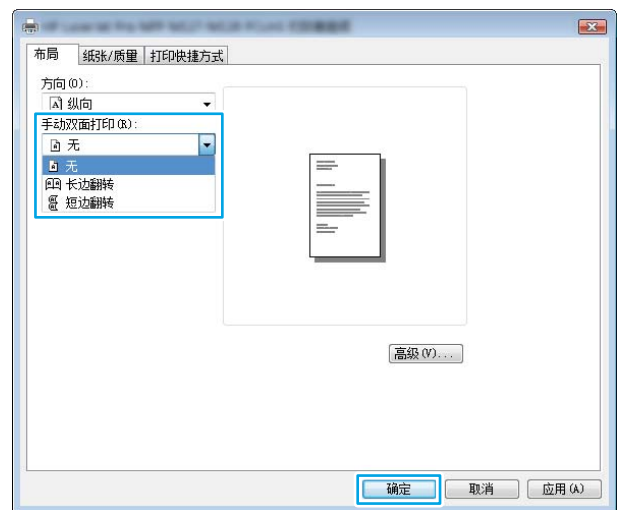 布局 纸张/质量 打印快捷方式
方向(O):
纵向
手动双面打印(R):
无
无
长边翻转
短边翻转
高级(V)...
确定 取消 应用(A)